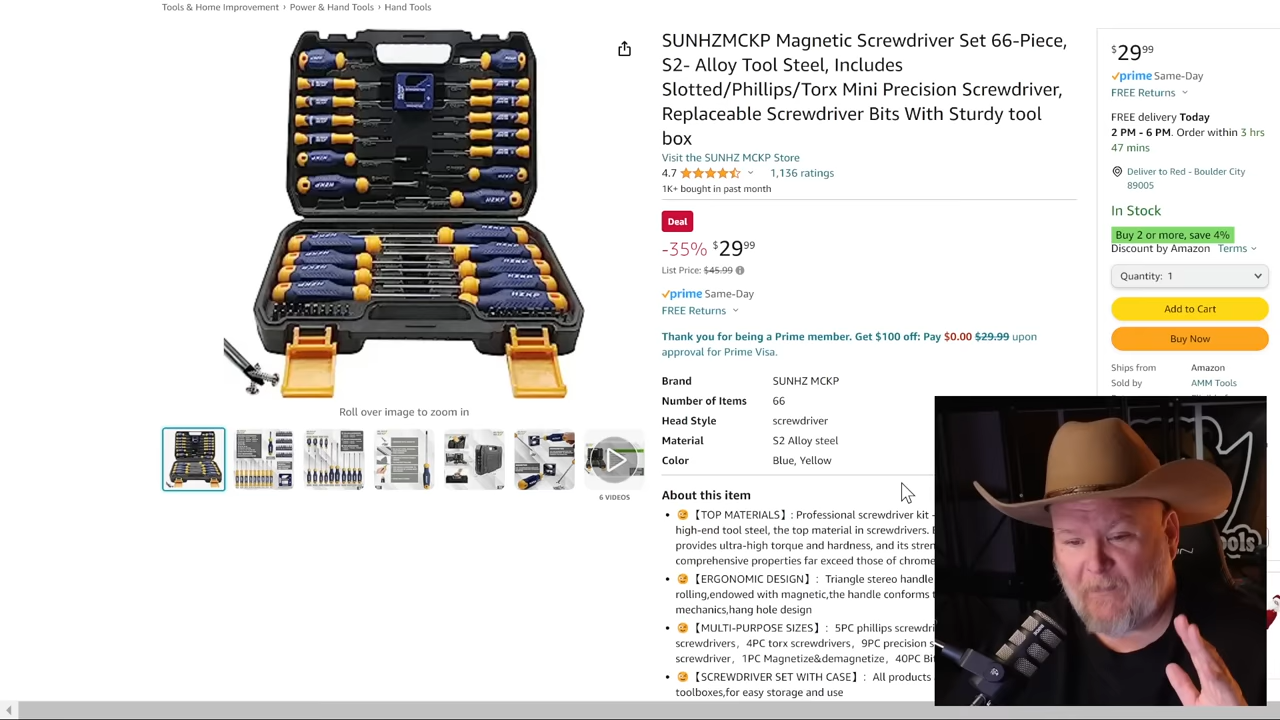 Tools & Home Improvement › Power & Hand Tools › Hand Tools
SUNHZMCKP Magnetic Screwdriver Set 66-Piece,
S2- Alloy Tool Steel, Includes
Slotted/Phillips/Torx Mini Precision Screwdriver,
Replaceable Screwdriver Bits With Sturdy tool
box
Visit the SUNHZ MCKP Store
4.7 1,136 ratings
1K+ bought in past month
Deal
-35% $29 99
List Price: $45.99
prime Same-Day
FREE Returns
Thank you for being a Prime member. Get $100 off: Pay $0.00 $29.99 upon
approval for Prime Visa.
Brand SUNHZ MCKP
Number of Items 66
Head Style screwdriver
Material S2 Alloy steel
Color Blue, Yellow
About this item
【TOP MATERIALS】: Professional screwdriver kit -
high-end tool steel, the top material in screwdrivers.
provides ultra-high torque and hardness, and its
comprehensive properties far exceed those of chrome
【ERGONOMIC DESIGN】: Triangle stereo handle
rolling,endowed with magnetic,the handle conforms
mechanics,hang hole design
【MULTI-PURPOSE SIZES】: 5PC phillips
screwdrivers, 4PC torx screwdrivers, 9PC precision
screwdriver, 1PC Magnetize&demagnetize, 40PC
【SCREWDRIVER SET WITH CASE】: All products
toolboxes,for easy storage and use
Roll over image to zoom in
6 VIDEOS
$29 99
prime Same-Day
FREE Returns
FREE delivery Today
2 PM - 6 PM. Order within 3 hrs
47 mins
Deliver to Red - Boulder City
89005
In Stock
Buy 2 or more, save 4%
Discount by Amazon Terms
Quantity: 1
Add to Cart
Buy Now
Ships from Amazon
Sold by AMM Tools